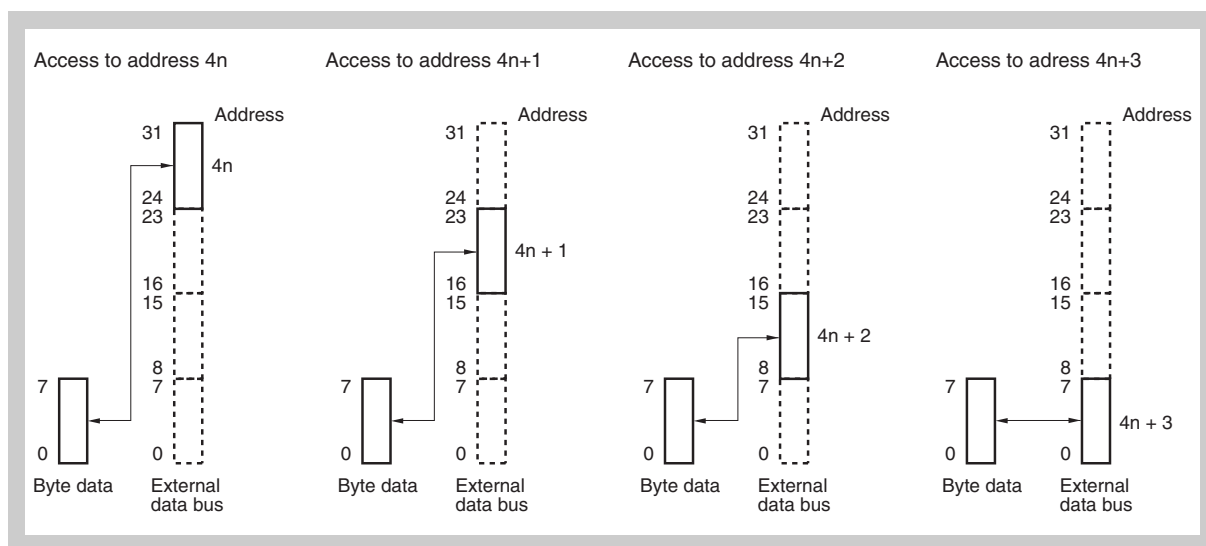 Access to address 4n
Address
31
4n
24
23
16
15
8
7
7
0
0
Byte data
External
data bus
Access to address 4n+1
Address
31
24
23
4n + 1
16
15
8
7
7
0
0
Byte data
External
data bus
Access to address 4n+2
Address
31
24
23
16
15
4n + 2
8
7
7
0
0
Byte data
External
data bus
Access to adress 4n+3
Address
31
24
23
16
15
8
7
7
4n + 3
0
0
Byte data
External
data bus